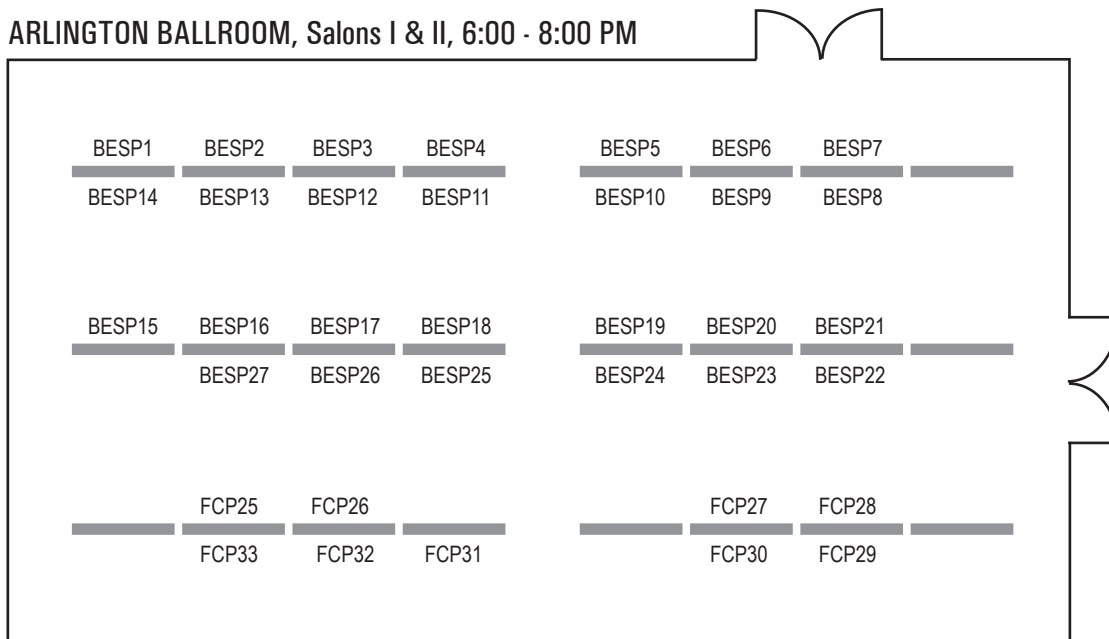 ARLINGTON BALLROOM, Salons I & II, 6:00 - 8:00 PM
BESP1 BESP2 BESP3 BESP4 BESP5 BESP6 BESP7
BESP14 BESP13 BESP12 BESP11 BESP10 BESP9 BESP8
BESP15 BESP16 BESP17 BESP18 BESP19 BESP20 BESP21
BESP27 BESP26 BESP25 BESP24 BESP23 BESP22
FCP25 FCP26 FCP27 FCP28
FCP33 FCP32 FCP31 FCP30 FCP29